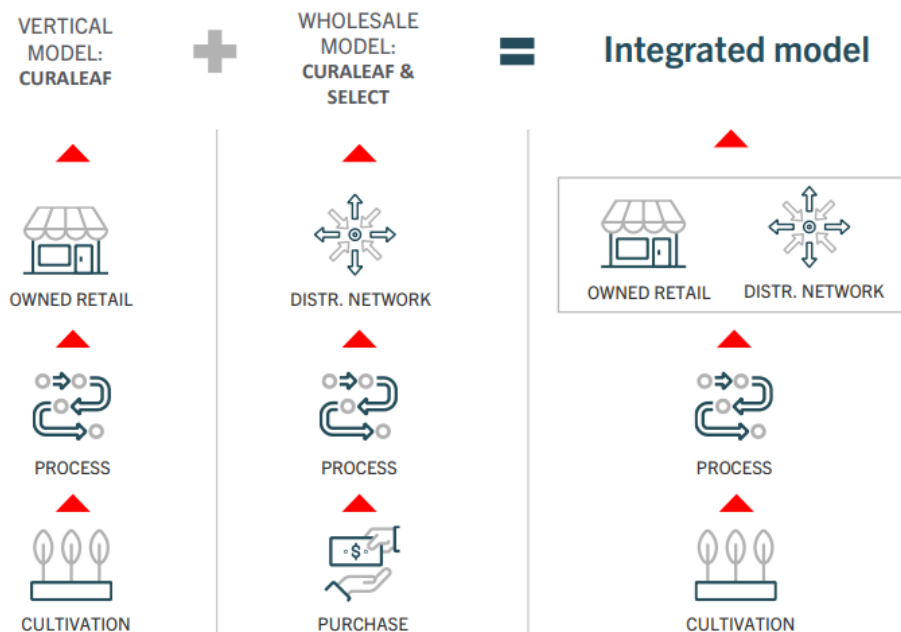 VERTICAL
MODEL:
CURALEAF
WHOLESALE
MODEL:
CURALEAF &
SELECT
Integrated model
OWNED RETAIL
DISTR. NETWORK
OWNED RETAIL
DISTR. NETWORK
PROCESS
PROCESS
PROCESS
$
CULTIVATION
PURCHASE
CULTIVATION